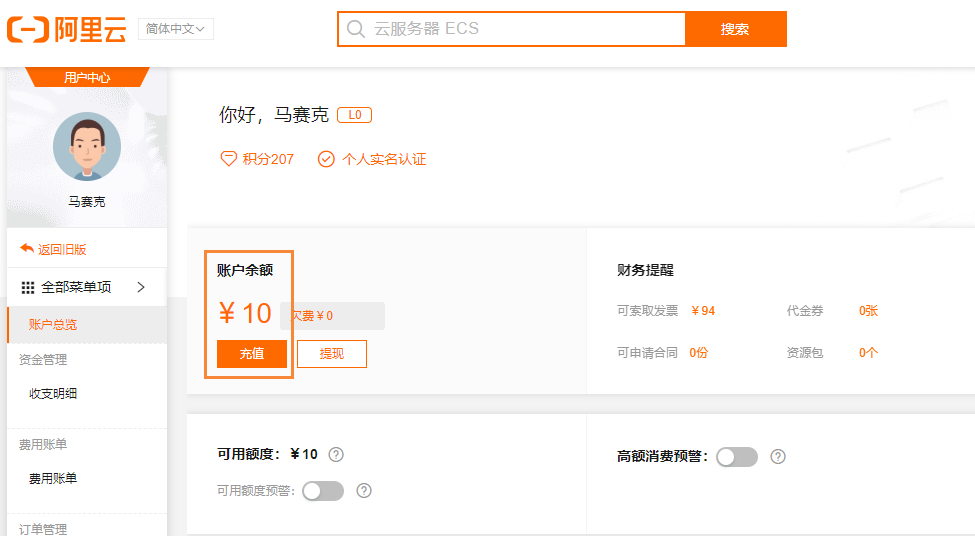 阿里云
简体中文
云服务器 ECS
搜索
用户中心
马赛克
返回旧版
全部菜单项
账户总览
资金管理
收支明细
费用账单
费用账单
订单管理
你好，马赛克 L0
积分207 个人实名认证
账户余额
¥10 欠费¥0
充值 提现
财务提醒
可索取发票 ¥94 代金券 0张
可申请合同 0份 资源包 0个
可用额度：¥10 ?
可用额度预警： ?
高额消费预警： ?